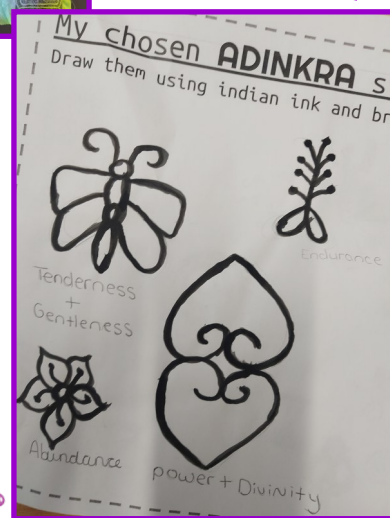 My chosen ADINKRA s
Draw them using indian ink and br
Endurance
Tenderness
+
Gentleness
Abundance
power + Divinity